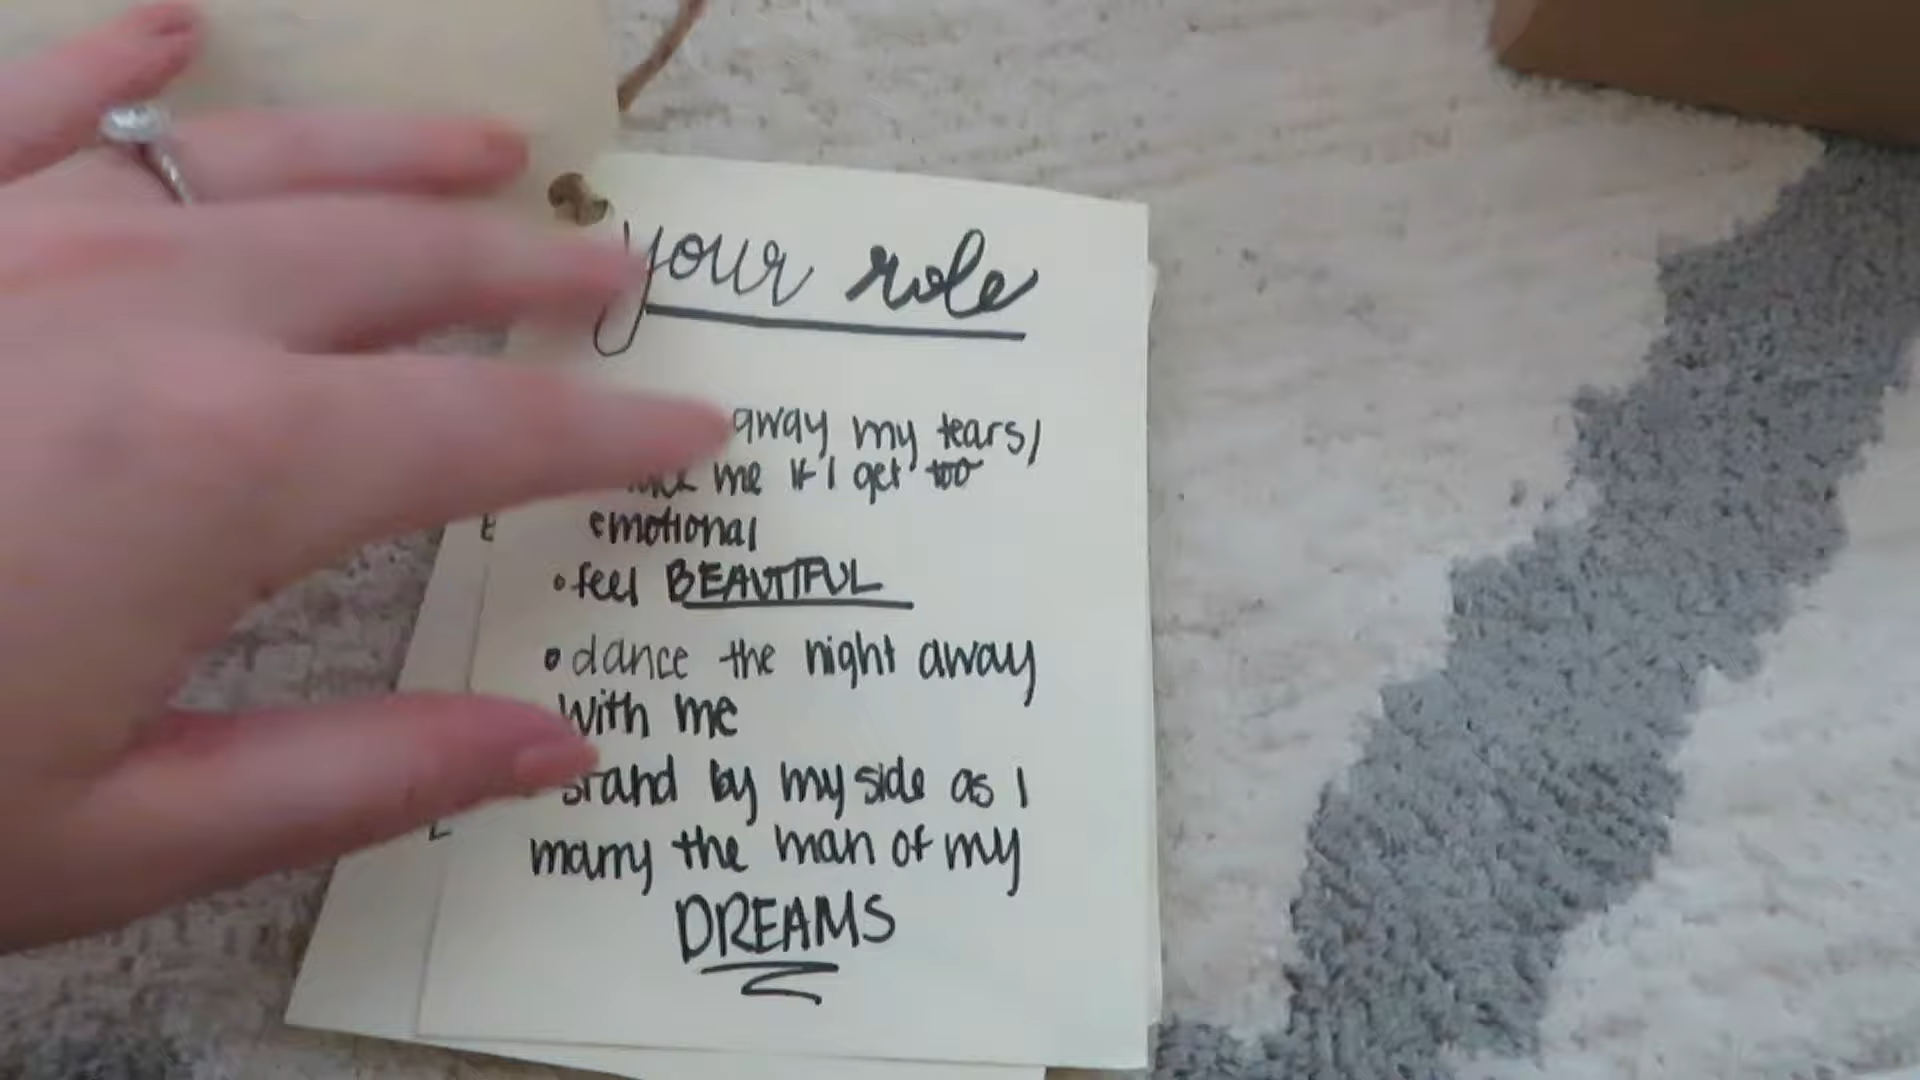 your role
away my tears/
me if I get too
emotional
• feel BEAUTIFUL
• dance the night away
with me
stand by my side as I
marry the man of my
DREAMS